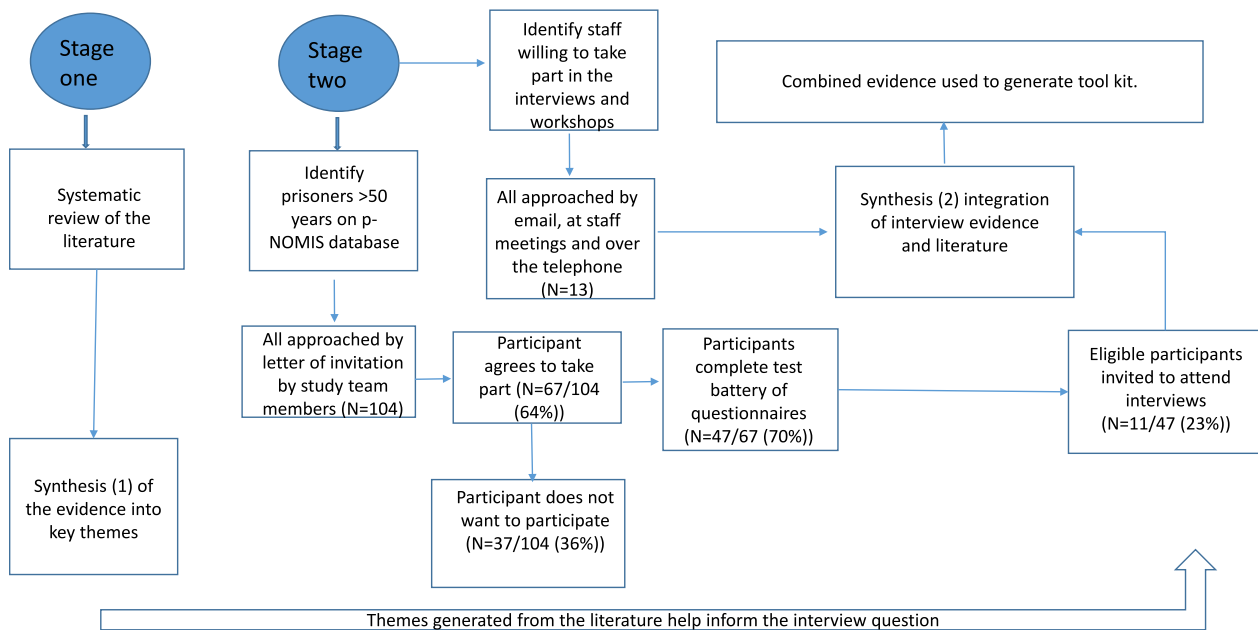 Stage
one
Systematic
review of the
literature
Synthesis (1) of
the evidence into
key themes
Stage
two
Identify
prisoners >50
years on p-
NOMIS database
All approached by
letter of invitation
by study team
members (N=104)
Identify staff
willing to take
part in the
interviews and
workshops
All approached by
email, at staff
meetings and over
the telephone
(N=13)
Participant
agrees to take
part (N=67/104
(64%))
Participant does not
want to participate
(N=37/104 (36%))
Participants
complete test
battery of
questionnaires
(N=47/67 (70%))
Eligible participants
invited to attend
interviews
(N=11/47 (23%))
Synthesis (2) integration
of interview evidence
and literature
Combined evidence used to generate tool kit.
Themes generated from the literature help inform the interview question